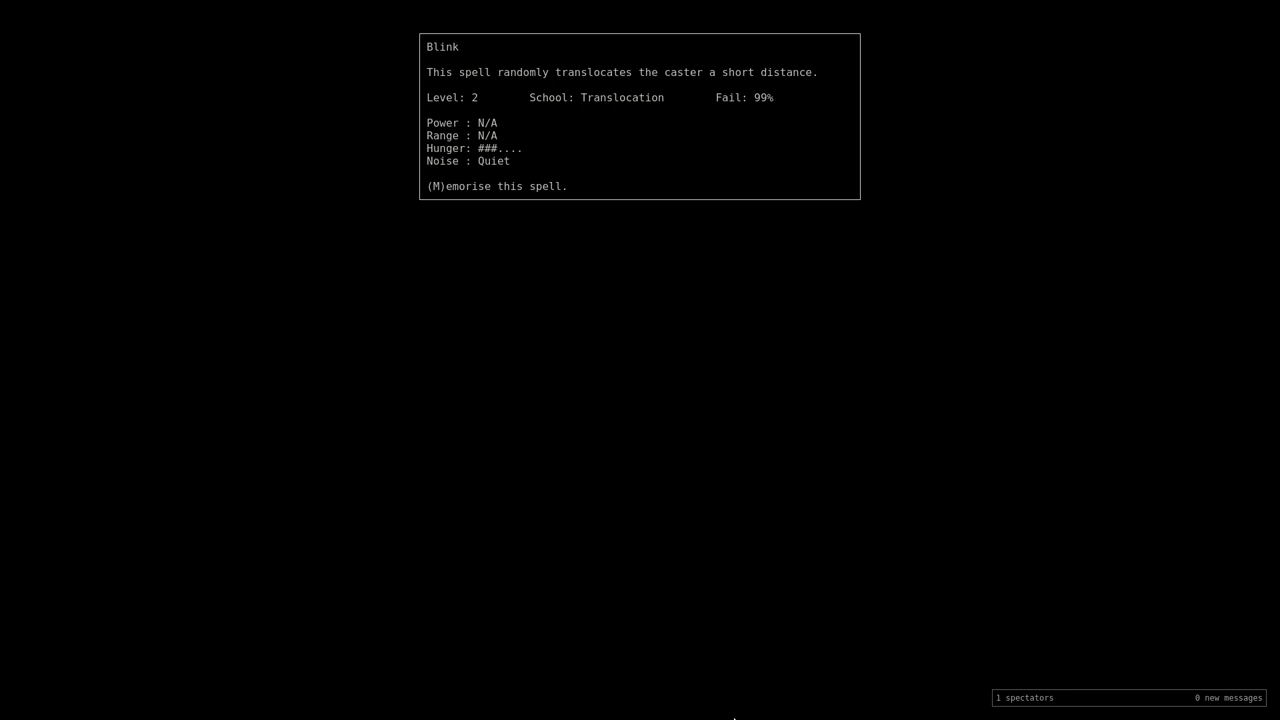 Blink
This spell randomly translocates the caster a short distance.
Level: 2        School: Translocation        Fail: 99%
Power : N/A
Range : N/A
Hunger: ###....
Noise : Quiet
(M)emorise this spell.
1 spectators 0 new messages